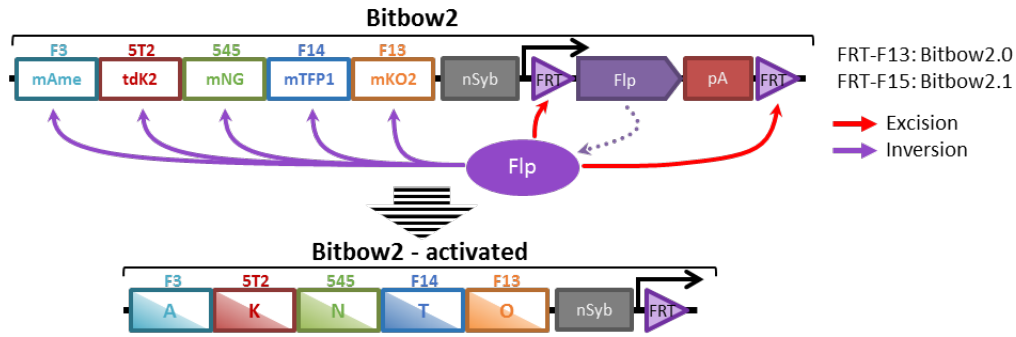 Bitbow2
F3 5T2 545 F14 F13
mAme tdK2 mNG mTFP1 mKO2 nSyb FRT Flp pA FRT
FRT-F13: Bitbow2.0
FRT-F15: Bitbow2.1
Excision
Inversion
Flp
Bitbow2 - activated
F3 5T2 545 F14 F13
A K N T O nSyb FRT